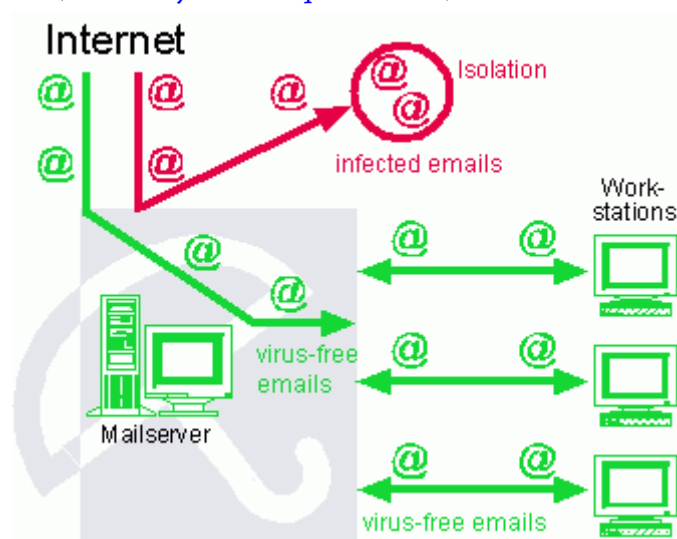 Internet
@ @ @ @
Isolation
@
@ @
infected emails
Work-
stations
@ @ @
@
virus-free
emails
@ @
Mailserver
@ @
virus-free emails